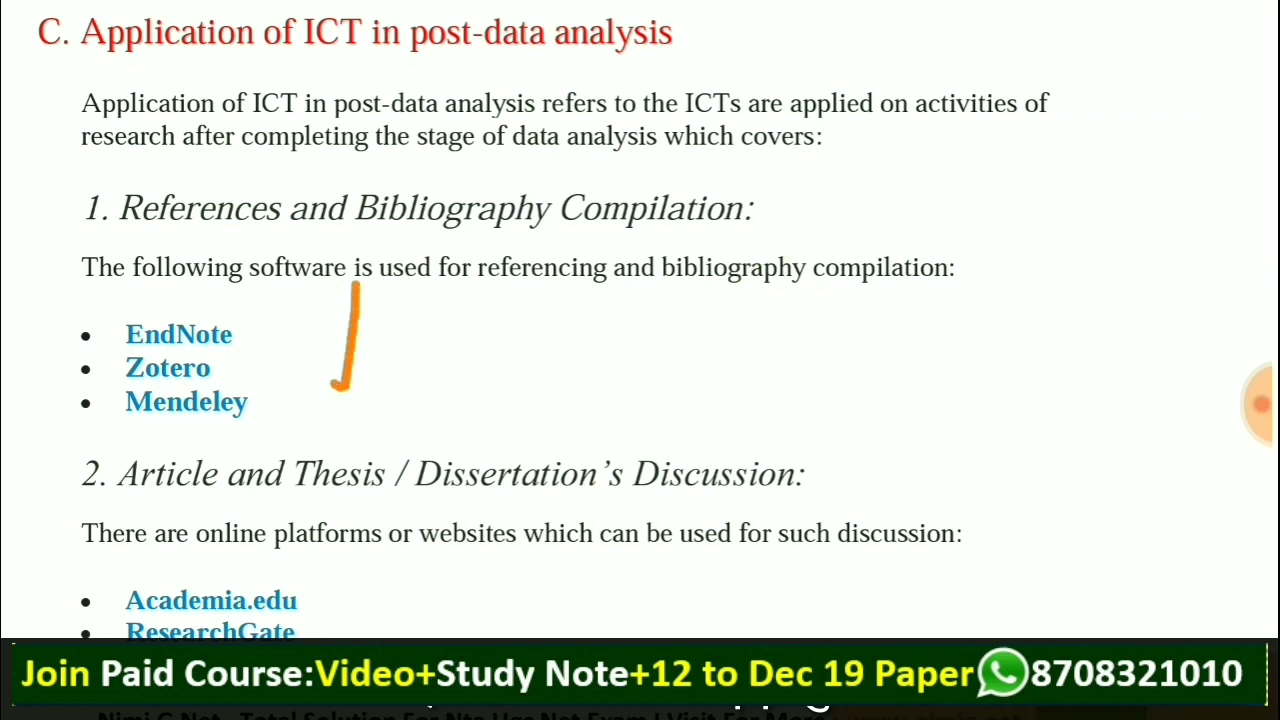 C. Application of ICT in post-data analysis
Application of ICT in post-data analysis refers to the ICTs are applied on activities of
research after completing the stage of data analysis which covers:
1. References and Bibliography Compilation:
The following software is used for referencing and bibliography compilation:
• EndNote
• Zotero
• Mendeley
2. Article and Thesis / Dissertation’s Discussion:
There are online platforms or websites which can be used for such discussion:
• Academia.edu
• ResearchGate
Join Paid Course:Video+Study Note+12 to Dec 19 Paper 8708321010